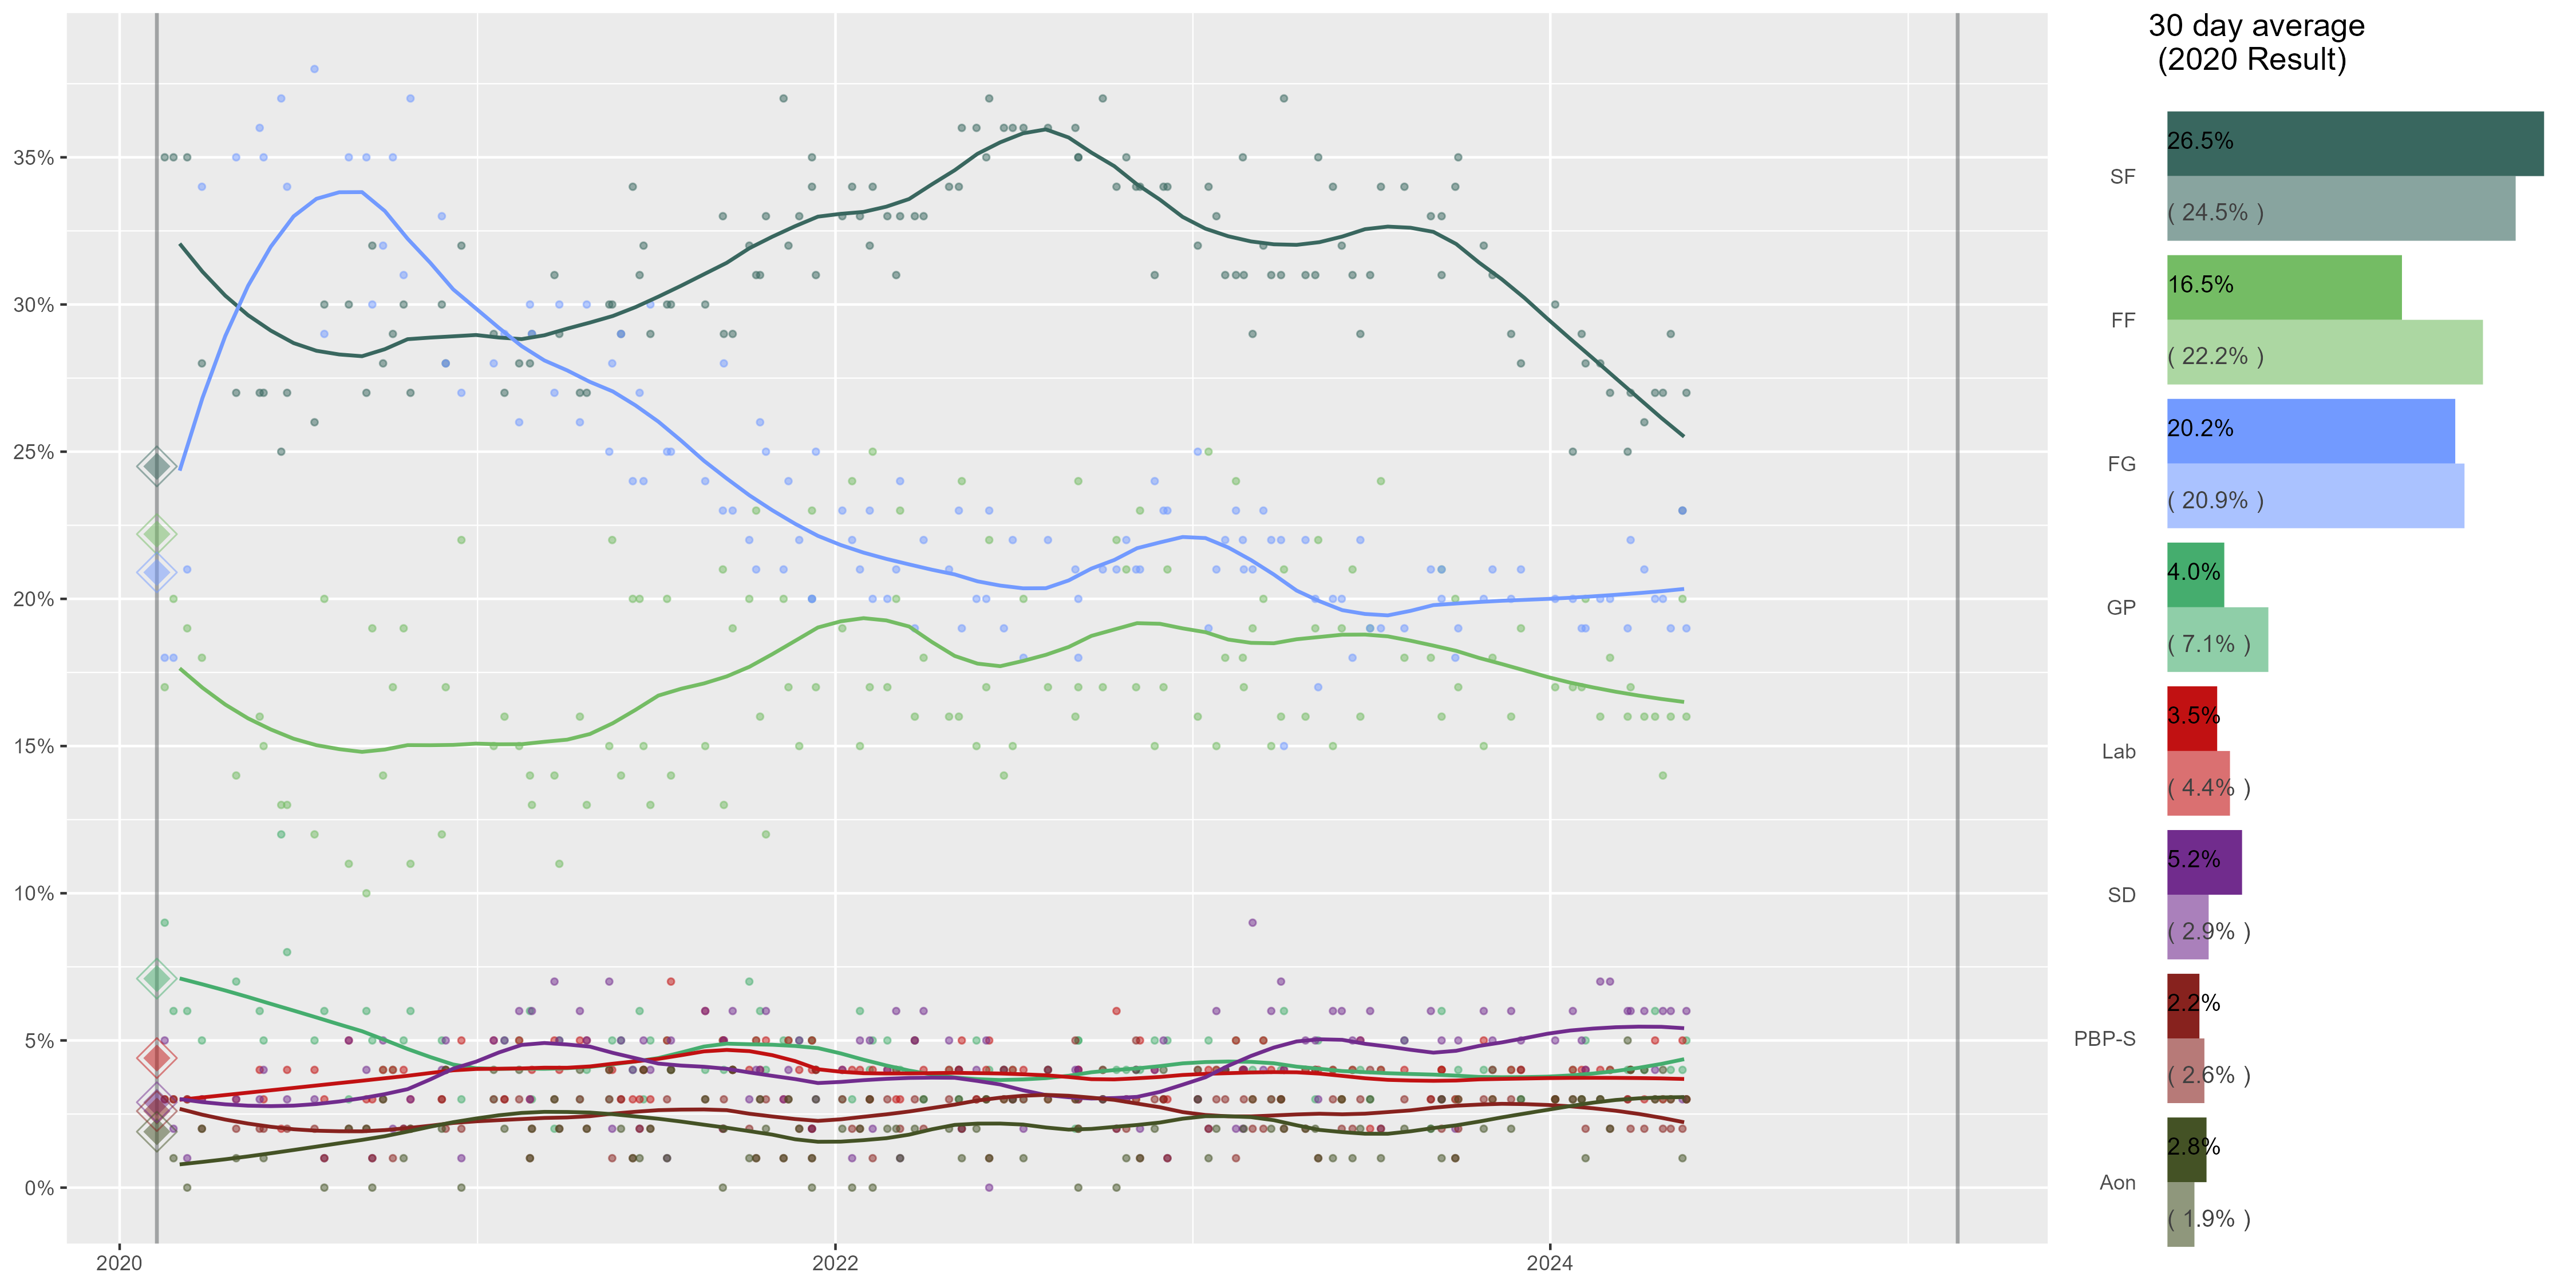 30 day average
(2020 Result)
35%
30%
25%
20%
15%
10%
5%
0%
2020
2022
2024
SF
26.5%
( 24.5% )
FF
16.5%
( 22.2% )
FG
20.2%
( 20.9% )
GP
4.0%
( 7.1% )
Lab
3.5%
( 4.4% )
SD
5.2%
( 2.9% )
PBP-S
2.2%
( 2.6% )
Aon
2.8%
( 1.9% )